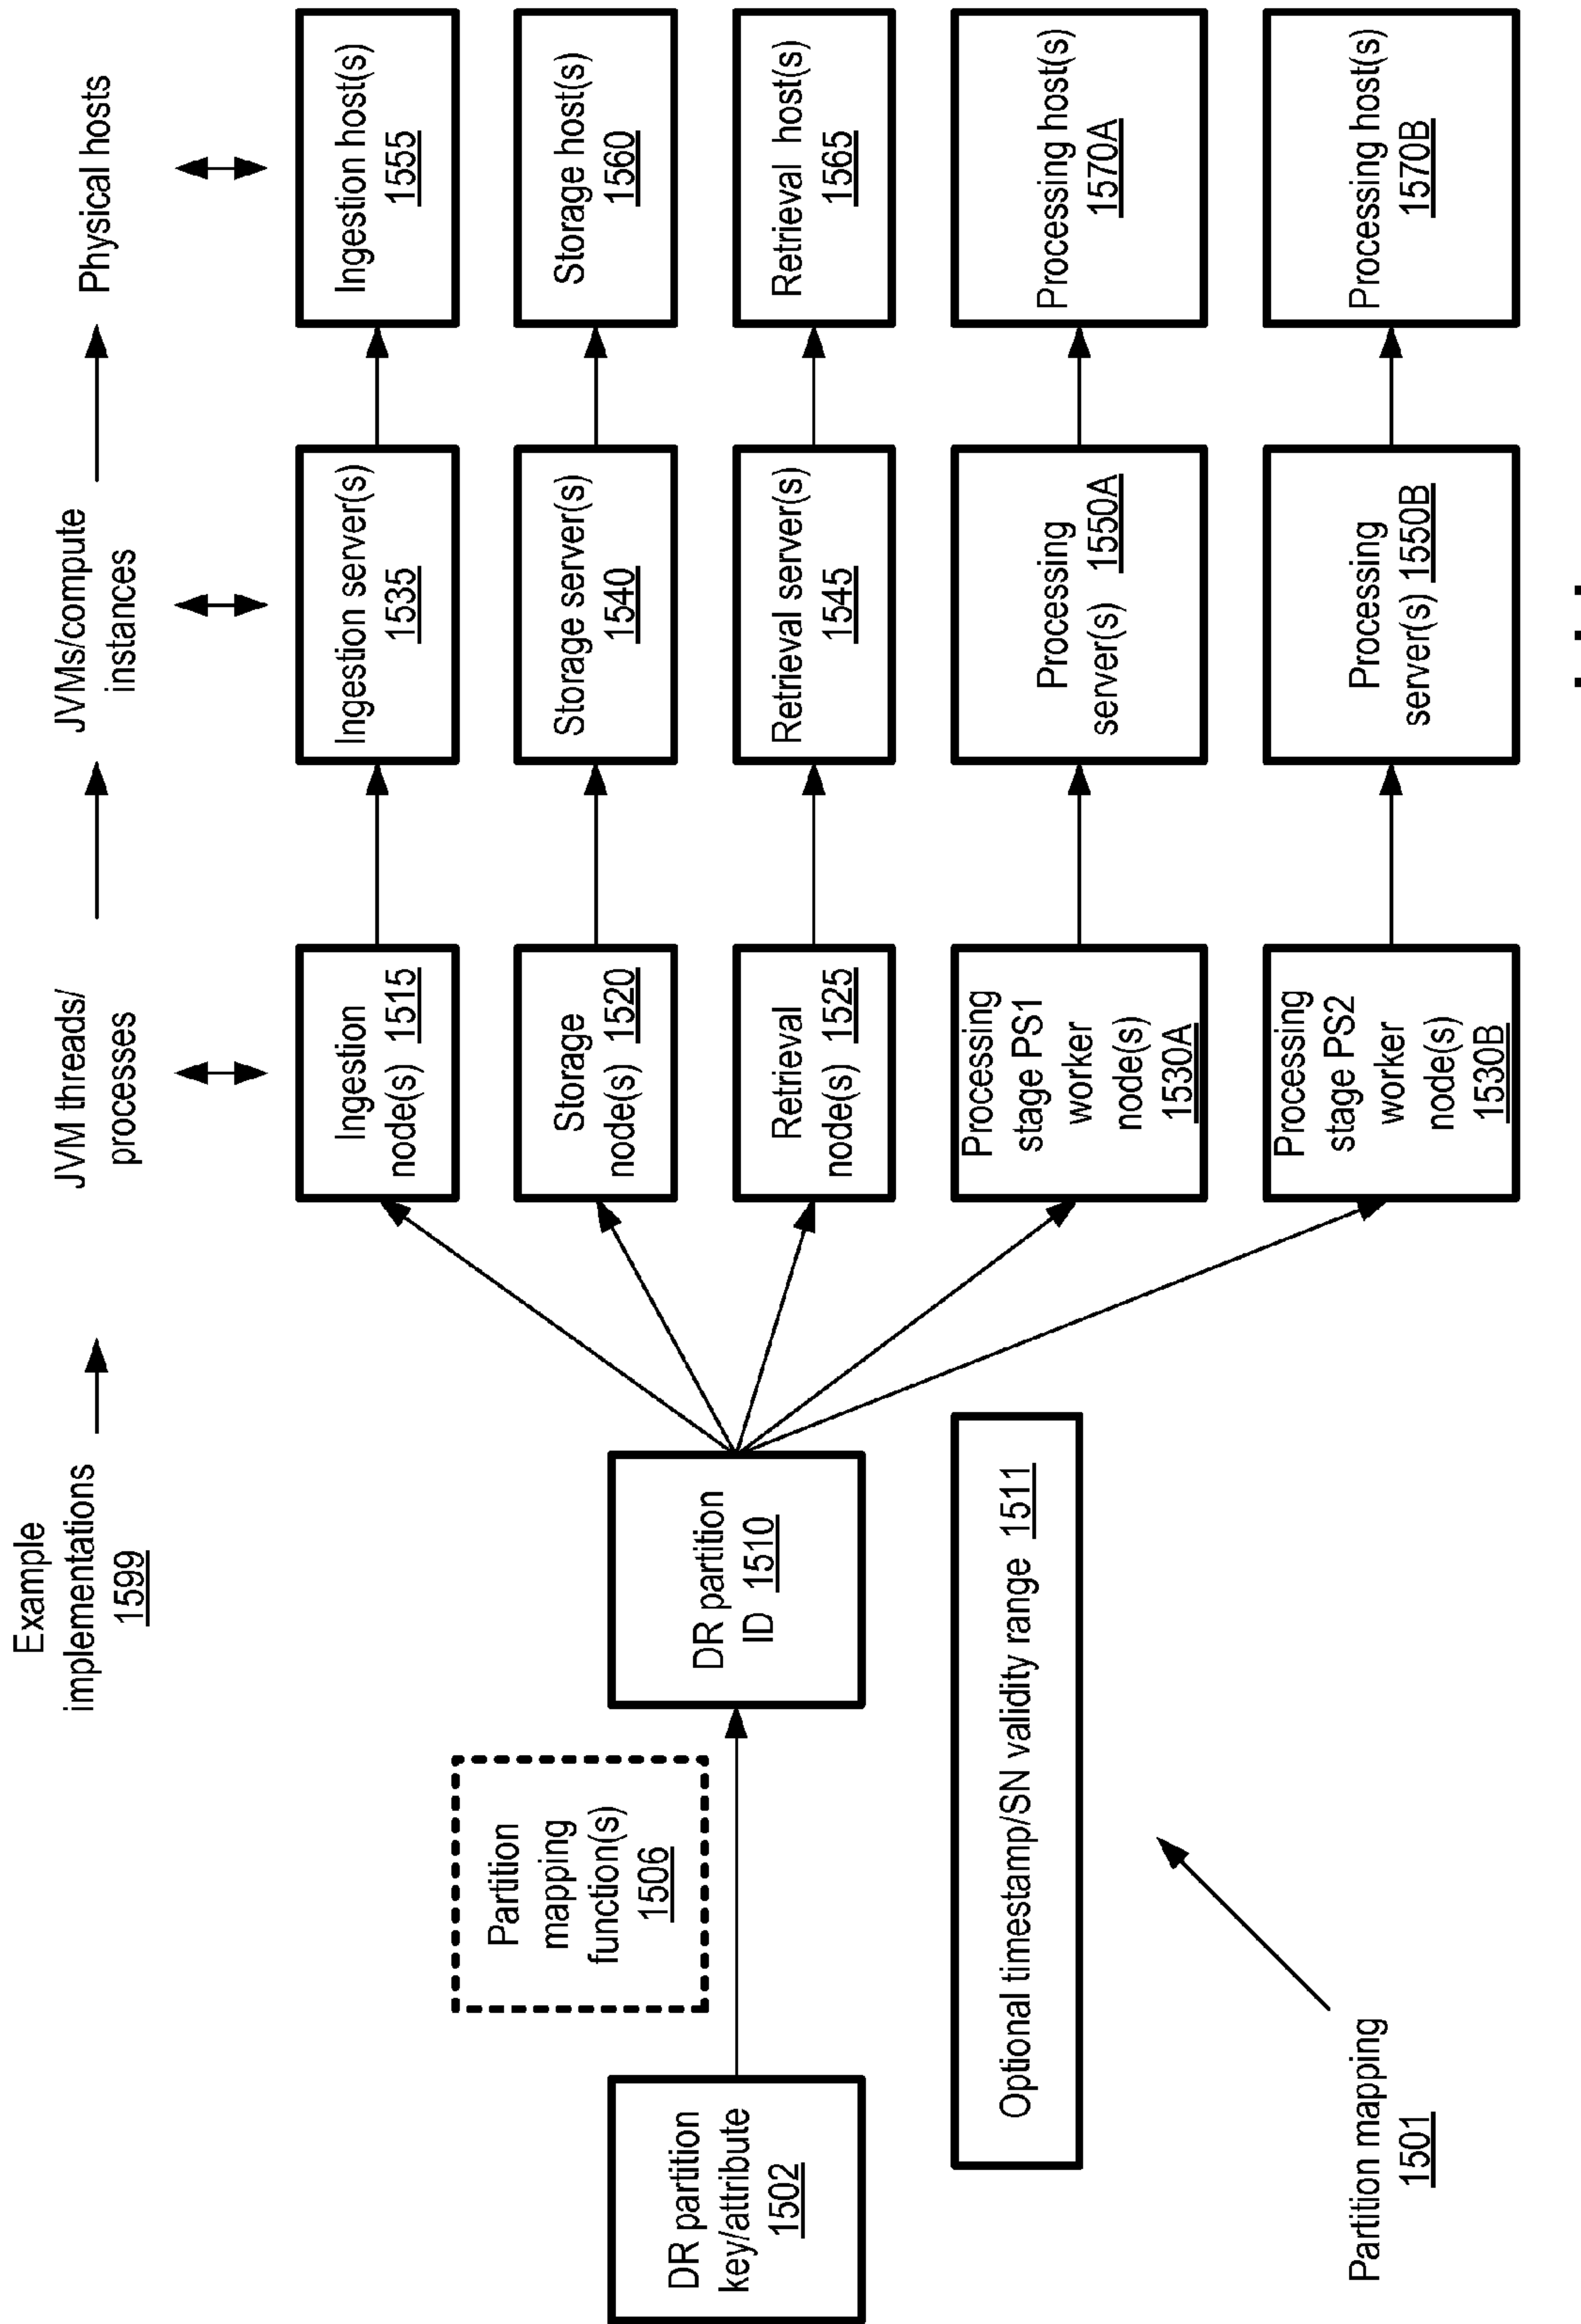 Example
implementations
1599
JVM threads/
processes
JVMs/compute
instances
Physical hosts
DR partition
key/attribute
1502
Partition
mapping
function(s)
1506
DR partition
ID 1510
Optional timestamp/SN validity range 1511
Partition mapping
1501
Ingestion
node(s) 1515
Ingestion server(s)
1535
Ingestion host(s)
1555
Storage
node(s) 1520
Storage server(s)
1540
Storage host(s)
1560
Retrieval
node(s) 1525
Retrieval server(s)
1545
Retrieval host(s)
1565
Processing
stage PS1
worker
node(s)
1530A
Processing
server(s) 1550A
Processing host(s)
1570A
Processing
stage PS2
worker
node(s)
1530B
Processing
server(s) 1550B
Processing host(s)
1570B